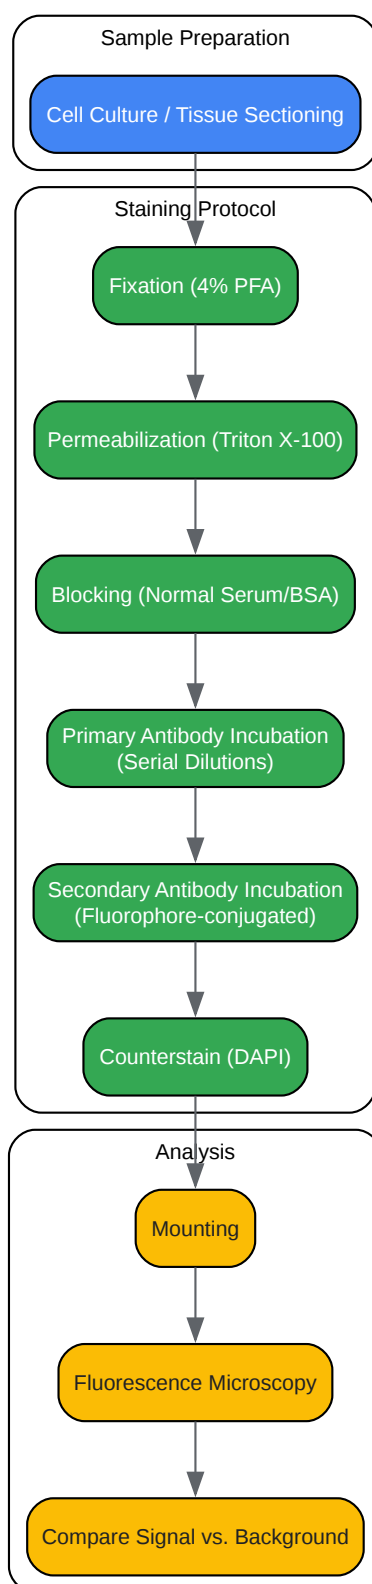 Sample Preparation
Cell Culture / Tissue Sectioning
Staining Protocol
Fixation (4% PFA)
Permeabilization (Triton X-100)
Blocking (Normal Serum/BSA)
Primary Antibody Incubation
(Serial Dilutions)
Secondary Antibody Incubation
(Fluorophore-conjugated)
Counterstain (DAPI)
Analysis
Mounting
Fluorescence Microscopy
Compare Signal vs. Background